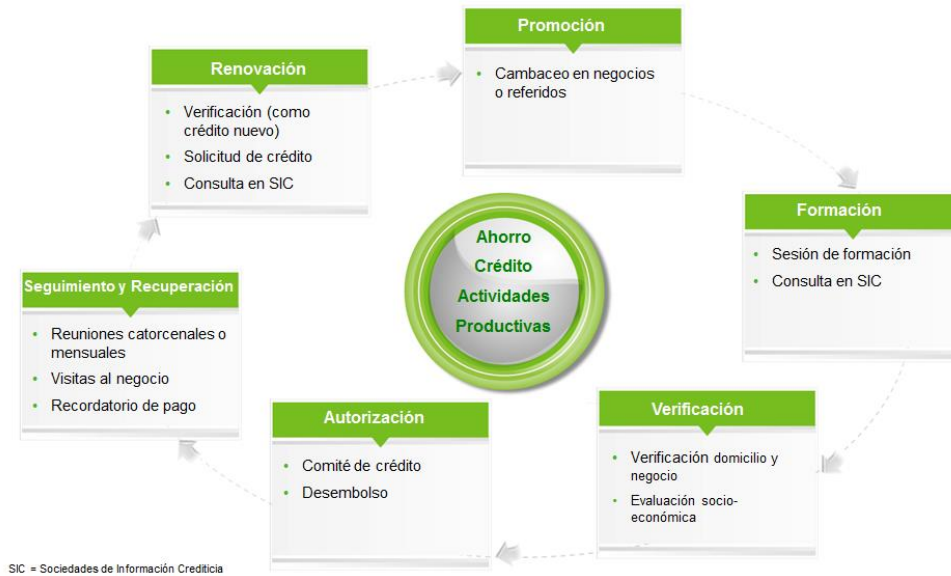 Promoción
• Cambaceo en negocios
o referidos
Formación
• Sesión de formación
• Consulta en SIC
Verificación
• Verificación domicilio y
negocio
• Evaluación socio-
económica
Autorización
• Comité de crédito
• Desembolso
Seguimiento y Recuperación
• Reuniones catorcenales o
mensuales
• Visitas al negocio
• Recordatorio de pago
Renovación
• Verificación (como
crédito nuevo)
• Solicitud de crédito
• Consulta en SIC
Ahorro
Crédito
Actividades
Productivas
SIC = Sociedades de Información Crediticia